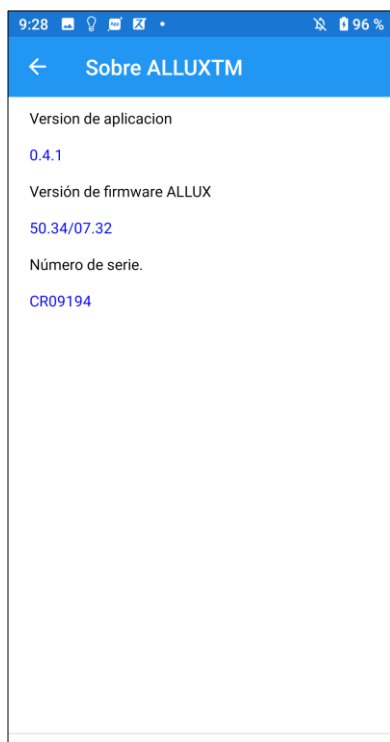 9:28 96 %
Sobre ALLUXTM
Version de aplicacion
0.4.1
Versión de firmware ALLUX
50.34/07.32
Número de serie.
CR09194